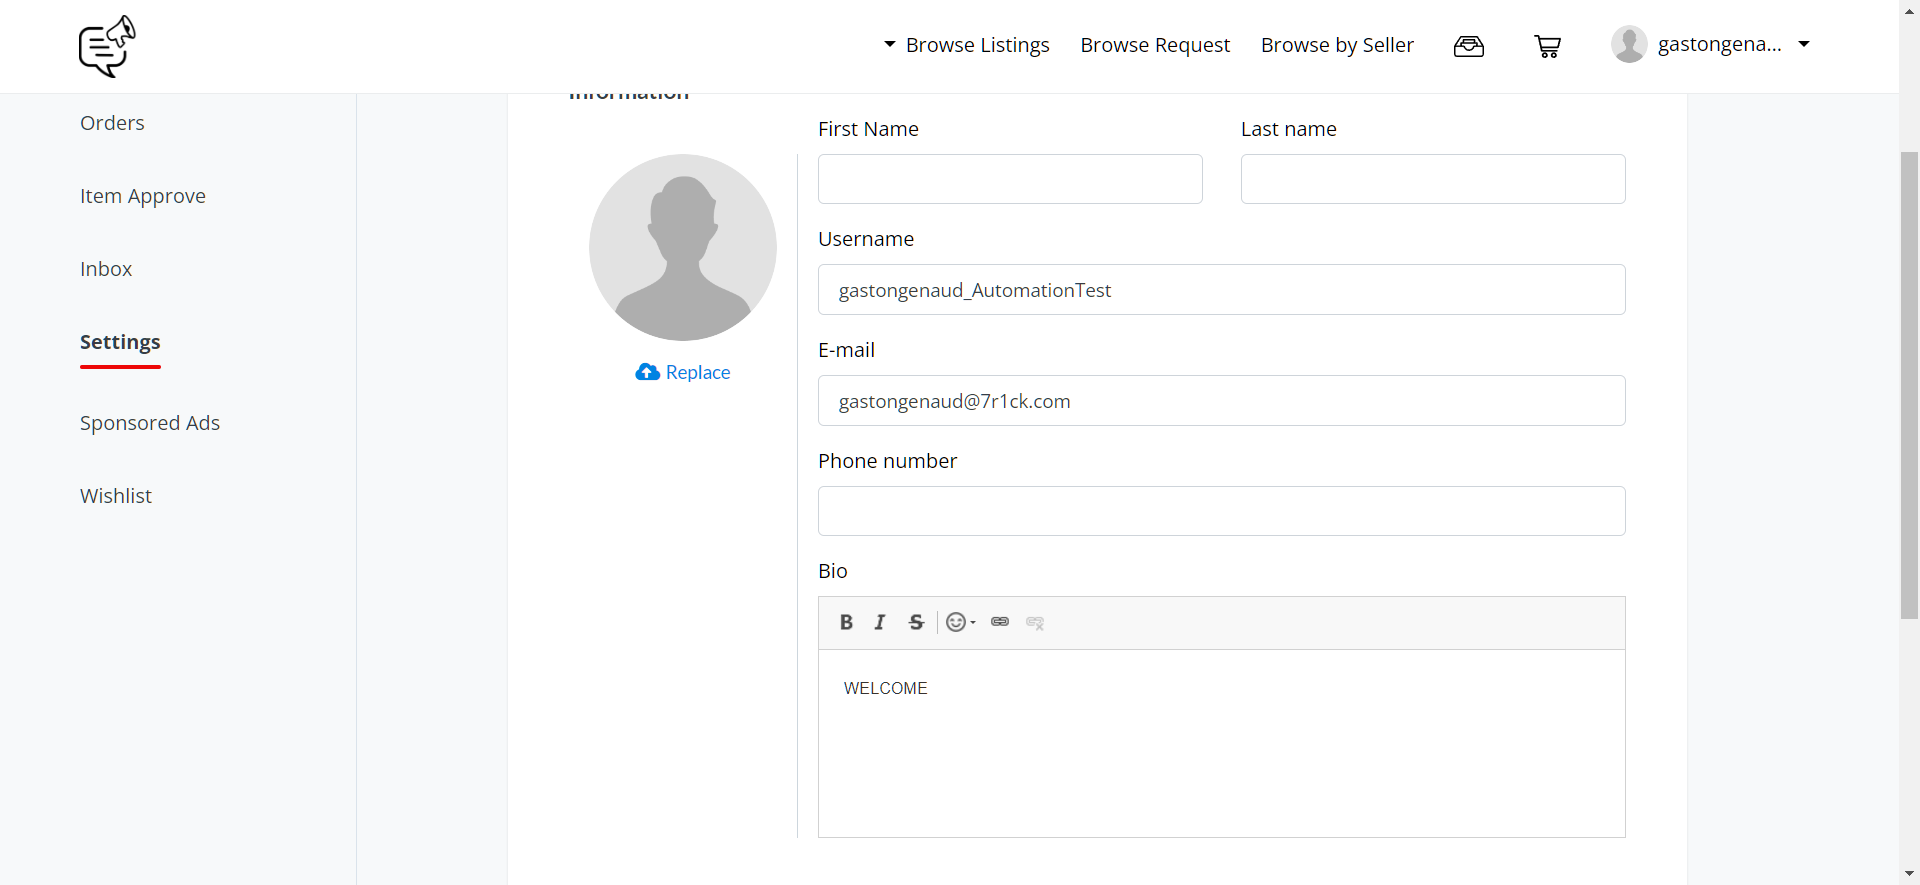 Browse Listings Browse Request Browse by Seller gastongena...
Information
Orders
Item Approve
Inbox
Settings
Sponsored Ads
Wishlist
Replace
First Name Last name
Username
gastongenaud_AutomationTest
E-mail
gastongenaud@7r1ck.com
Phone number
Bio
B I S
WELCOME